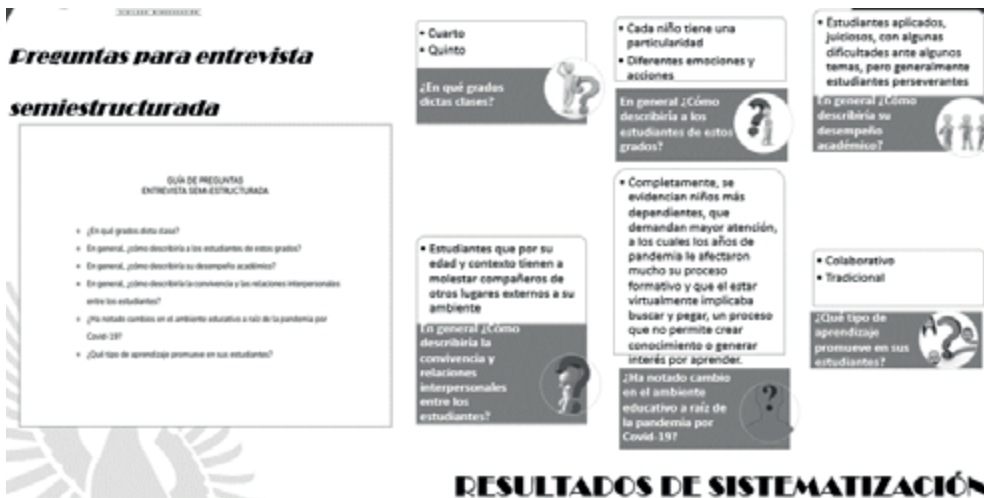 Preguntas para entrevista
semiestructurada
GUÍA DE PREGUNTAS
ENTREVISTA SEMI-ESTRUCTURADA
¿En qué grados dicta clase?
En general, ¿cómo describiría a los estudiantes de estos grados?
En general, ¿cómo describiría su desempeño académico?
En general, ¿cómo describiría la convivencia y las relaciones interpersonales
entre los estudiantes?
¿Ha notado cambios en el ambiente educativo a raíz de la pandemia por
Covid-19?
¿Qué tipo de aprendizaje promueve en sus estudiantes?
• Cuarto
• Quinto
¿En qué grados
dictas clases?
• Cada niño tiene una
particularidad
• Diferentes emociones y
acciones
En general ¿Cómo
describiría a los
estudiantes de estos
grados?
• Estudiantes aplicados,
juiciosos, con algunas
dificultades ante algunos
temas, pero generalmente
estudiantes perseverantes
En general ¿Cómo
describiría su
desempeño
académico?
• Estudiantes que por su
edad y contexto tienen a
molestar compañeros de
otros lugares externos a su
ambiente
En general ¿Cómo
describiría la
convivencia y
relaciones
interpersonales
entre los
estudiantes?
• Completamente, se
evidencian niños más
dependientes, que
demandan mayor atención,
a los cuales los años de
pandemia le afectaron
mucho su proceso
formativo y que el estar
virtualmente implicaba
buscar y pegar, un proceso
que no permite crear
conocimiento o generar
interés por aprender.
¿Ha notado cambio
en el ambiente
educativo a raíz de
la pandemia por
Covid-19?
• Colaborativo
• Tradicional
¿Qué tipo de
aprendizaje
promueve en sus
estudiantes?
RESULTADOS DE SISTEMATIZACIÓN